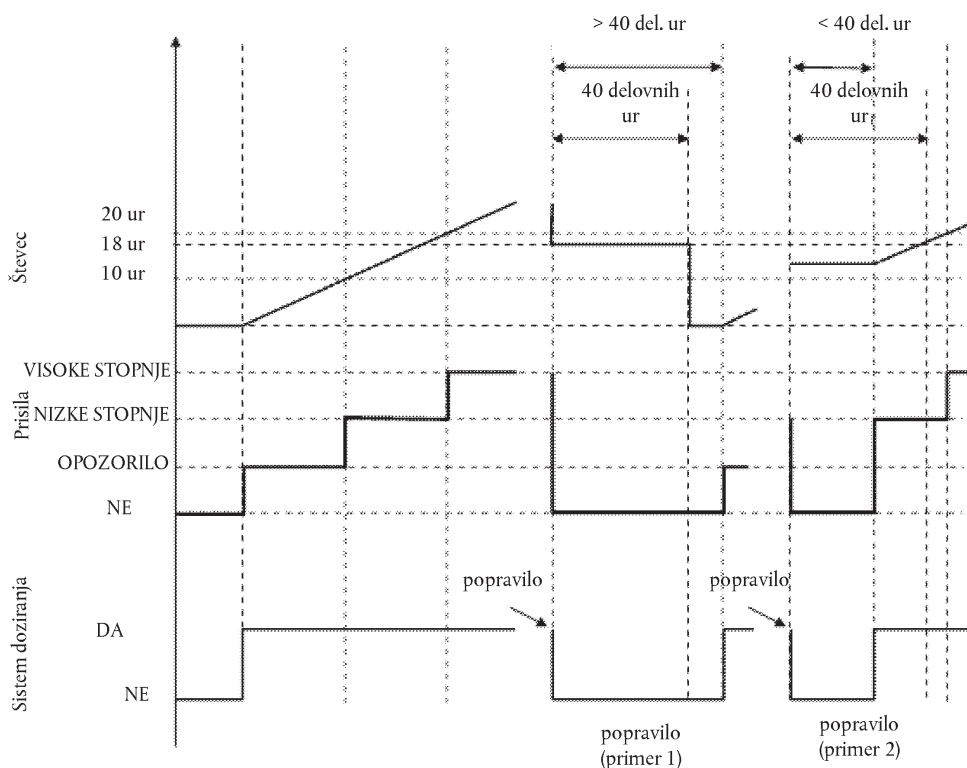 > 40 del. ur
< 40 del. ur
40 delovnih
ur
40 delovnih
ur
Števec
20 ur
18 ur
10 ur
Prisila
VISOKE STOPNJE
NIZKE STOPNJE
OPOZORILO
NE
Sistem doziranja
popravilo
popravilo
DA
NE
popravilo
(primer 1)
popravilo
(primer 2)